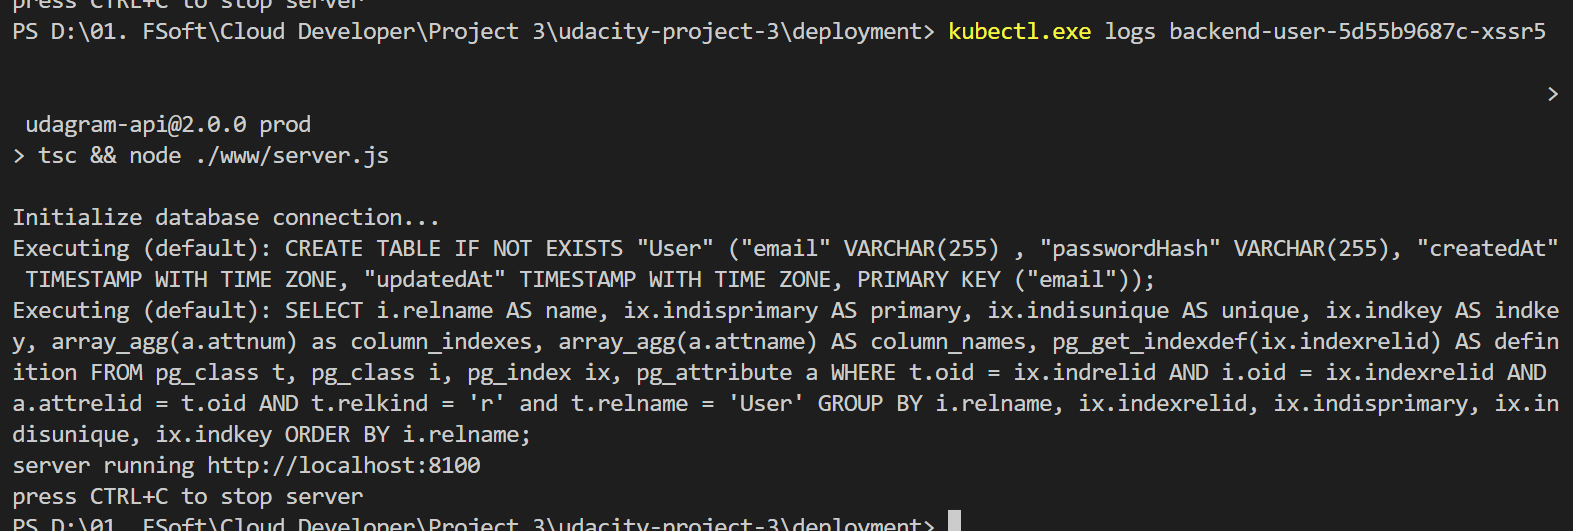 press CTRL+C to stop server
PS D:\01. FSoft\Cloud Developer\Project 3\udacity-project-3\deployment> kubectl.exe logs backend-user-5d55b9687c-xssr5
>
udagram-api@2.0.0 prod
> tsc && node ./www/server.js
Initialize database connection...
Executing (default): CREATE TABLE IF NOT EXISTS "User" ("email" VARCHAR(255) , "passwordHash" VARCHAR(255), "createdAt"
TIMESTAMP WITH TIME ZONE, "updatedAt" TIMESTAMP WITH TIME ZONE, PRIMARY KEY ("email"));
Executing (default): SELECT i.relname AS name, ix.indisprimary AS primary, ix.indisunique AS unique, ix.indkey AS indke
y, array_agg(a.attnum) as column_indexes, array_agg(a.attname) AS column_names, pg_get_indexdef(ix.indexrelid) AS defin
ition FROM pg_class t, pg_class i, pg_index ix, pg_attribute a WHERE t.oid = ix.indrelid AND i.oid = ix.indexrelid AND
a.attrelid = t.oid AND t.relkind = 'r' and t.relname = 'User' GROUP BY i.relname, ix.indexrelid, ix.indisprimary, ix.in
disunique, ix.indkey ORDER BY i.relname;
server running http://localhost:8100
press CTRL+C to stop server
PS D:\01. FSoft\Cloud Developer\Project 3\udacity-project-3\deployment>